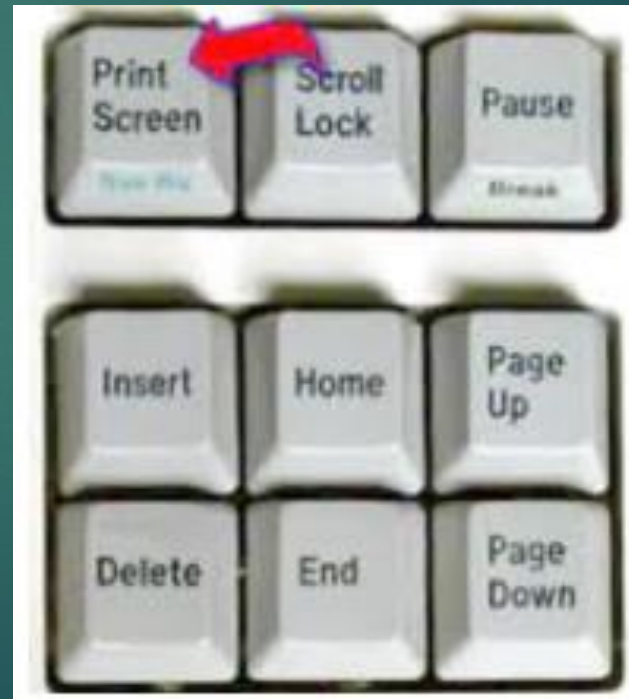 Print
Screen
Scroll
Lock
Pause
Break
Insert
Home
Page
Up
Delete
End
Page
Down